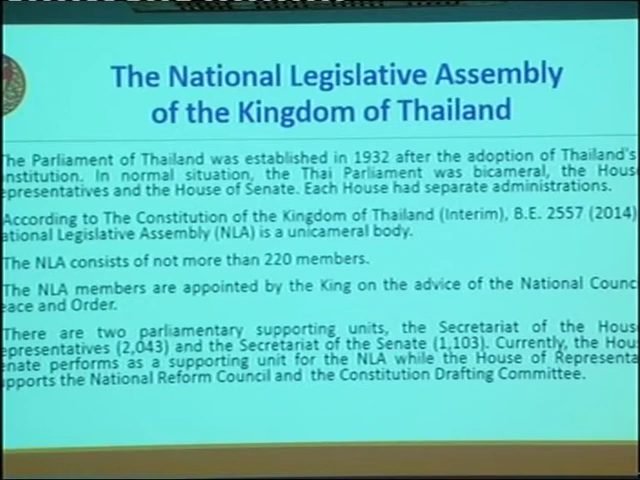 The National Legislative Assembly
of the Kingdom of Thailand
The Parliament of Thailand was established in 1932 after the adoption of Thailand's
onstitution. In normal situation, the Thai Parliament was bicameral, the Hous
epresentatives and the House of Senate. Each House had separate administrations.
According to The Constitution of the Kingdom of Thailand (Interim), B.E. 2557 (2014)
ational Legislative Assembly (NLA) is a unicameral body.
The NLA consists of not more than 220 members.
The NLA members are appointed by the King on the advice of the National Counc
eace and Order.
There are two parliamentary supporting units, the Secretariat of the Hous
epresentatives (2,043) and the Secretariat of the Senate (1,103). Currently, the Hou
enate performs as a supporting unit for the NLA while the House of Representa
pports the National Reform Council and the Constitution Drafting Committee.